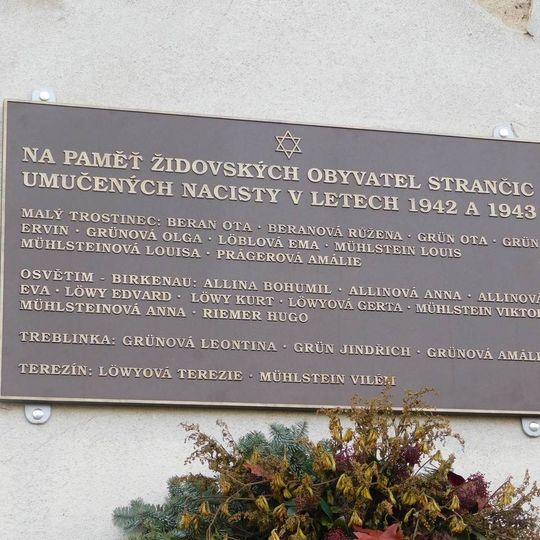 NA PAMĚŤ ŽIDOVSKÝCH OBYVATEL STRANČIC
UMUČENÝCH NACISTY V LETECH 1942 A 1943
MALÝ TROSTINEC: BERAN OTA · BERANOVÁ RŮŽENA · GRÜN OTA · GRÜN
ERVIN · GRÜNOVÁ OLGA · LÖBLOVÁ EMA · MÜHLSTEIN LOUIS
MÜHLSTEINOVÁ LOUISA · PRÁGEROVÁ AMÁLIE
OSVĚTIM - BIRKENAU: ALLINA BOHUMIL · ALLINOVÁ ANNA · ALLINOVÁ
EVA · LÖWY EDVARD · LÖWY KURT · LÖWYOVÁ GERTA · MÜHLSTEIN VIKTOR
MÜHLSTEINOVÁ ANNA · RIEMER HUGO
TREBLINKA: GRÜNOVÁ LEONTINA · GRÜN JINDŘICH · GRÜNOVÁ AMÁLIE
TEREZÍN: LÖWYOVÁ TEREZIE · MÜHLSTEIN VILÉM